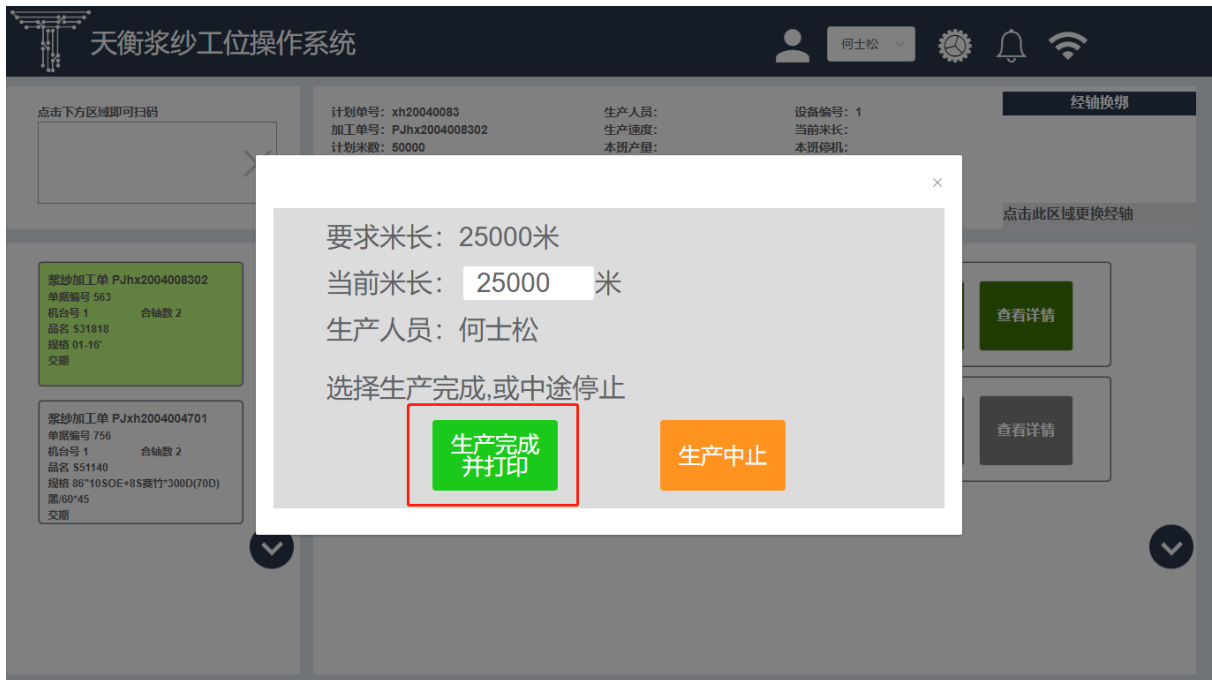 天衡浆纱工位操作系统
何士松
点击下方区域即可扫码
计划单号：xh20040083
生产人员：
设备编号：1
加工单号：PJhx2004008302
生产速度：
当前米长：
计划米数：50000
本班产量：
本班停机：
经轴换绑
点击此区域更换经轴
浆纱加工单 PJhx2004008302
单据编号 563
机台号 1 合轴数 2
品名 S31818
规格 01-16'
交期
浆纱加工单 PJxh2004004701
单据编号 756
机台号 1 合轴数 2
品名 S51140
规格 86"10SOE+8S赛竹*300D(70D)
黑/60*45
交期
要求米长：25000米
当前米长：25000米
生产人员：何士松
选择生产完成,或中途停止
生产完成
并打印
生产中止
查看详情
查看详情